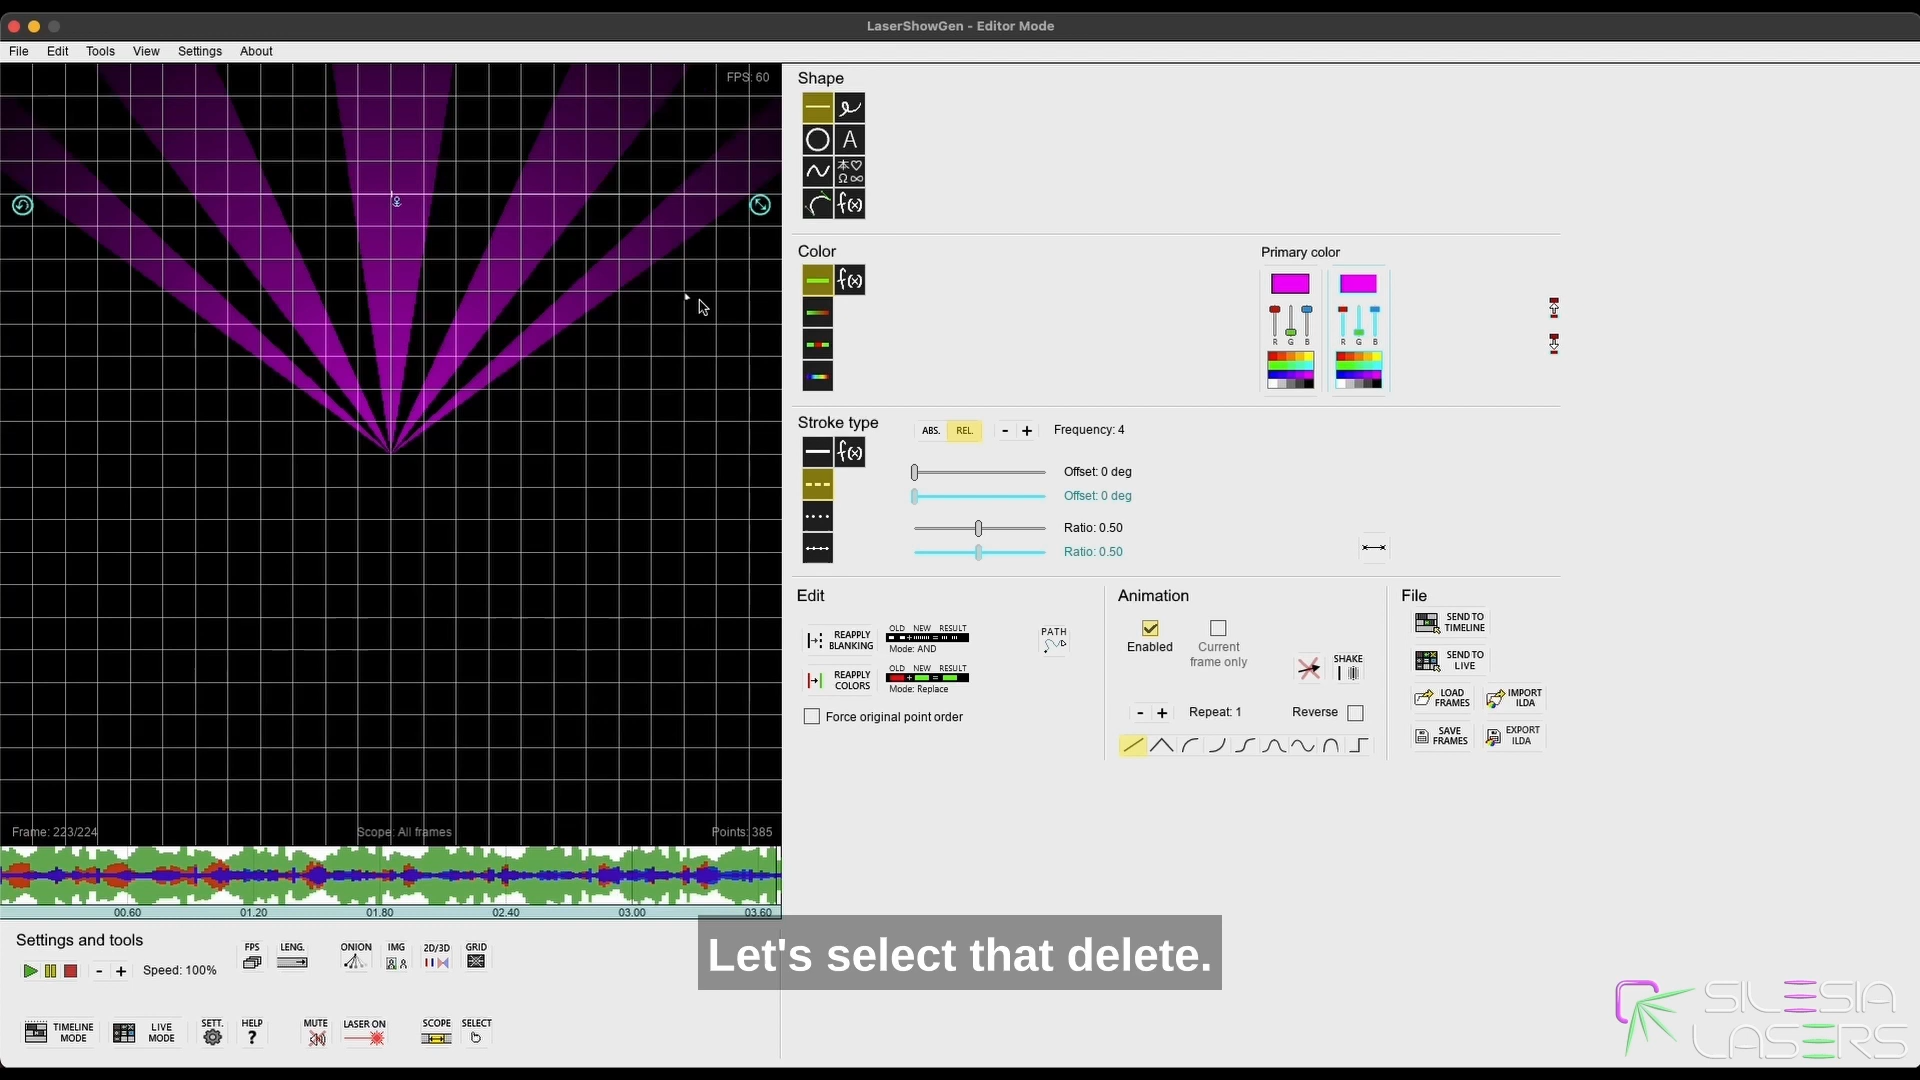 LaserShowGen - Editor Mode
File Edit Tools View Settings About
FPS: 60
Shape
A
本♡
Ω∞
f(x)
Color
f(x)
Primary color
R G B
R G B
Stroke type
f(x)
ABS. REL. - + Frequency: 4
Offset: 0 deg
Offset: 0 deg
Ratio: 0.50
Ratio: 0.50
Edit
REAPPLY
BLANKING
OLD NEW RESULT
Mode: AND
REAPPLY
COLORS
OLD NEW RESULT
Mode: Replace
PATH
Force original point order
Animation
Enabled
Current
frame only
SHAKE
- + Repeat: 1
Reverse
File
SEND TO
TIMELINE
SEND TO
LIVE
LOAD
FRAMES
IMPORT
ILDA
SAVE
FRAMES
EXPORT
ILDA
Frame: 223/224
Scope: All frames
Points: 385
00.60 01.20 01.80 02.40 03.00 03.60
Settings and tools
- + Speed: 100%
FPS
LENG.
ONION
IMG
2D/3D
GRID
TIMELINE
MODE
LIVE
MODE
SETT.
HELP
?
MUTE
LASER ON
SCOPE
SELECT
Let's select that delete.
SILESIA
LASERS